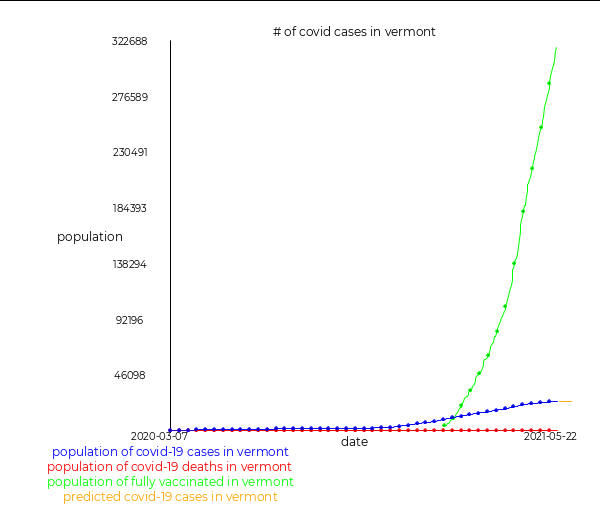 # of covid cases in vermont
322688
276589
230491
184393
population
138294
92196
46098
2020-03-07
date
2021-05-22
population of covid-19 cases in vermont
population of covid-19 deaths in vermont
population of fully vaccinated in vermont
predicted covid-19 cases in vermont